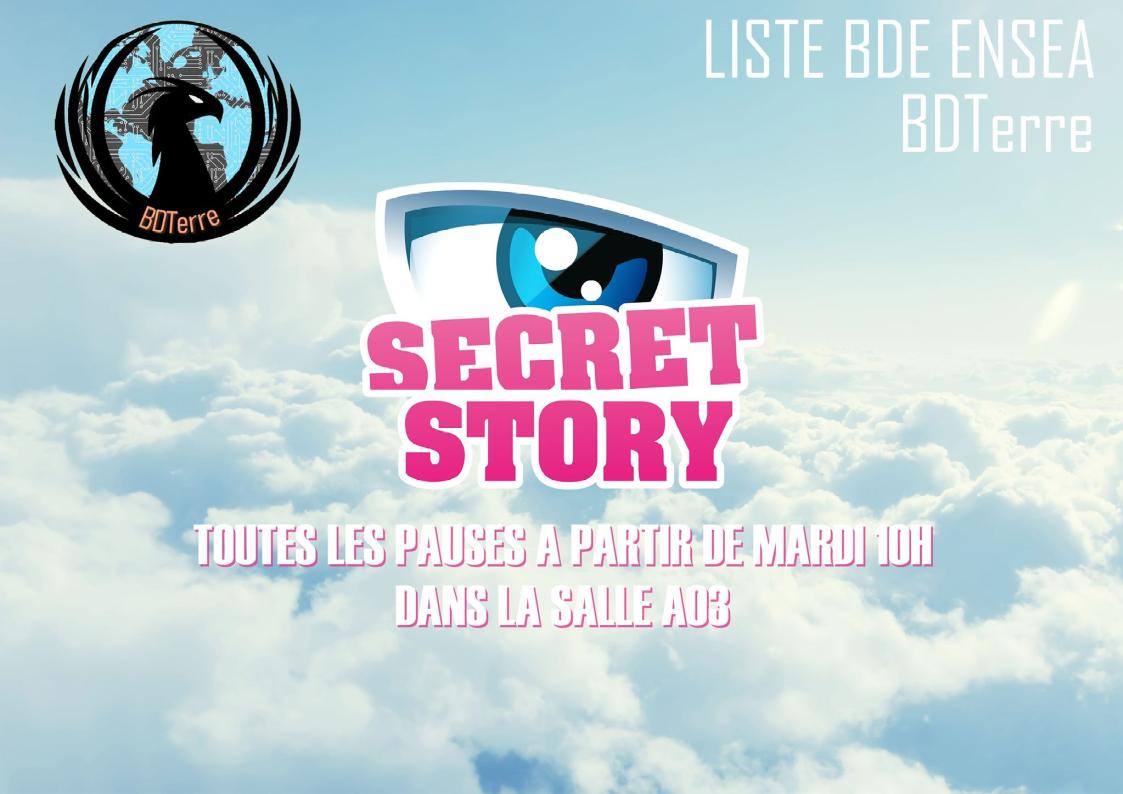 LISTE BDE ENSEA
BDTerre
BDTerre
SECRET
STORY
TOUTES LES PAUSES A PARTIR DE MARDI 10H
DANS LA SALLE A03